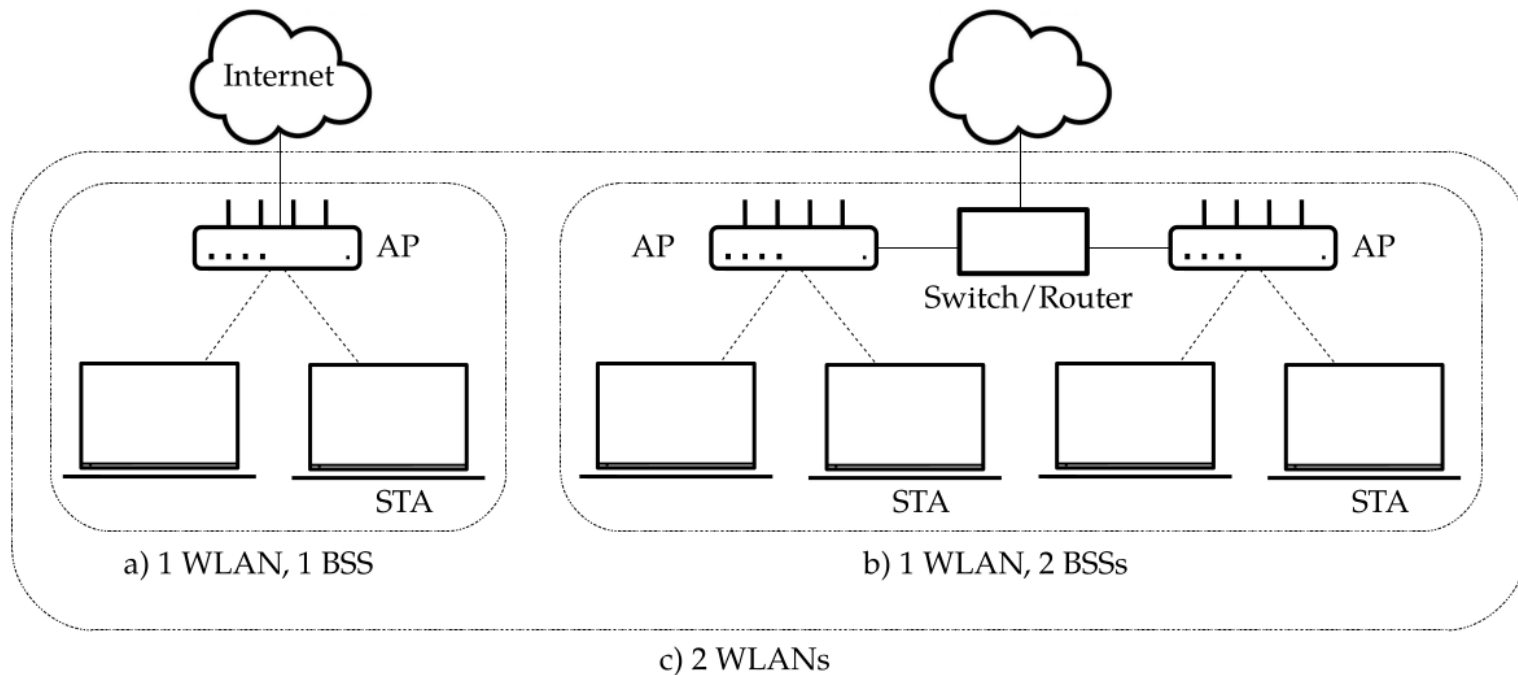 Internet
AP
AP
AP
Switch/Router
STA
STA
STA
a) 1 WLAN, 1 BSS
b) 1 WLAN, 2 BSSs
c) 2 WLANs